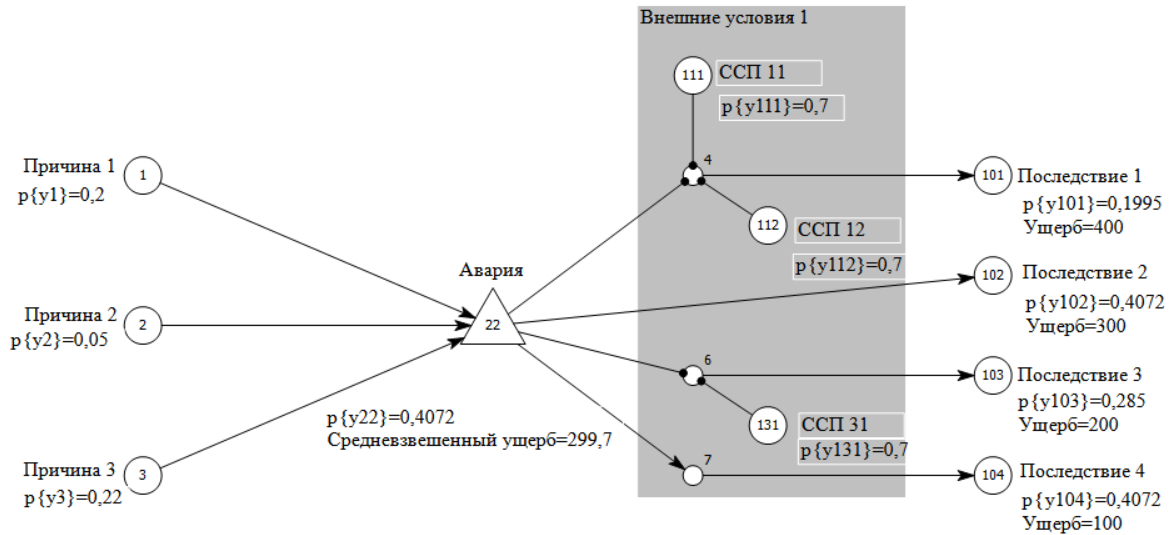 Внешние условия 1
111
ССП 11
p{y111}=0,7
Причина 1
p{y1}=0,2
1
4
101
Последствие 1
p{y101}=0,1995
Ущерб=400
112
ССП 12
p{y112}=0,7
Авария
22
102
Последствие 2
p{y102}=0,4072
Ущерб=300
Причина 2
p{y2}=0,05
2
6
103
Последствие 3
p{y103}=0,285
Ущерб=200
p{y22}=0,4072
Средневзвешенный ущерб=299,7
131
ССП 31
p{y131}=0,7
Причина 3
p{y3}=0,22
3
7
104
Последствие 4
p{y104}=0,4072
Ущерб=100